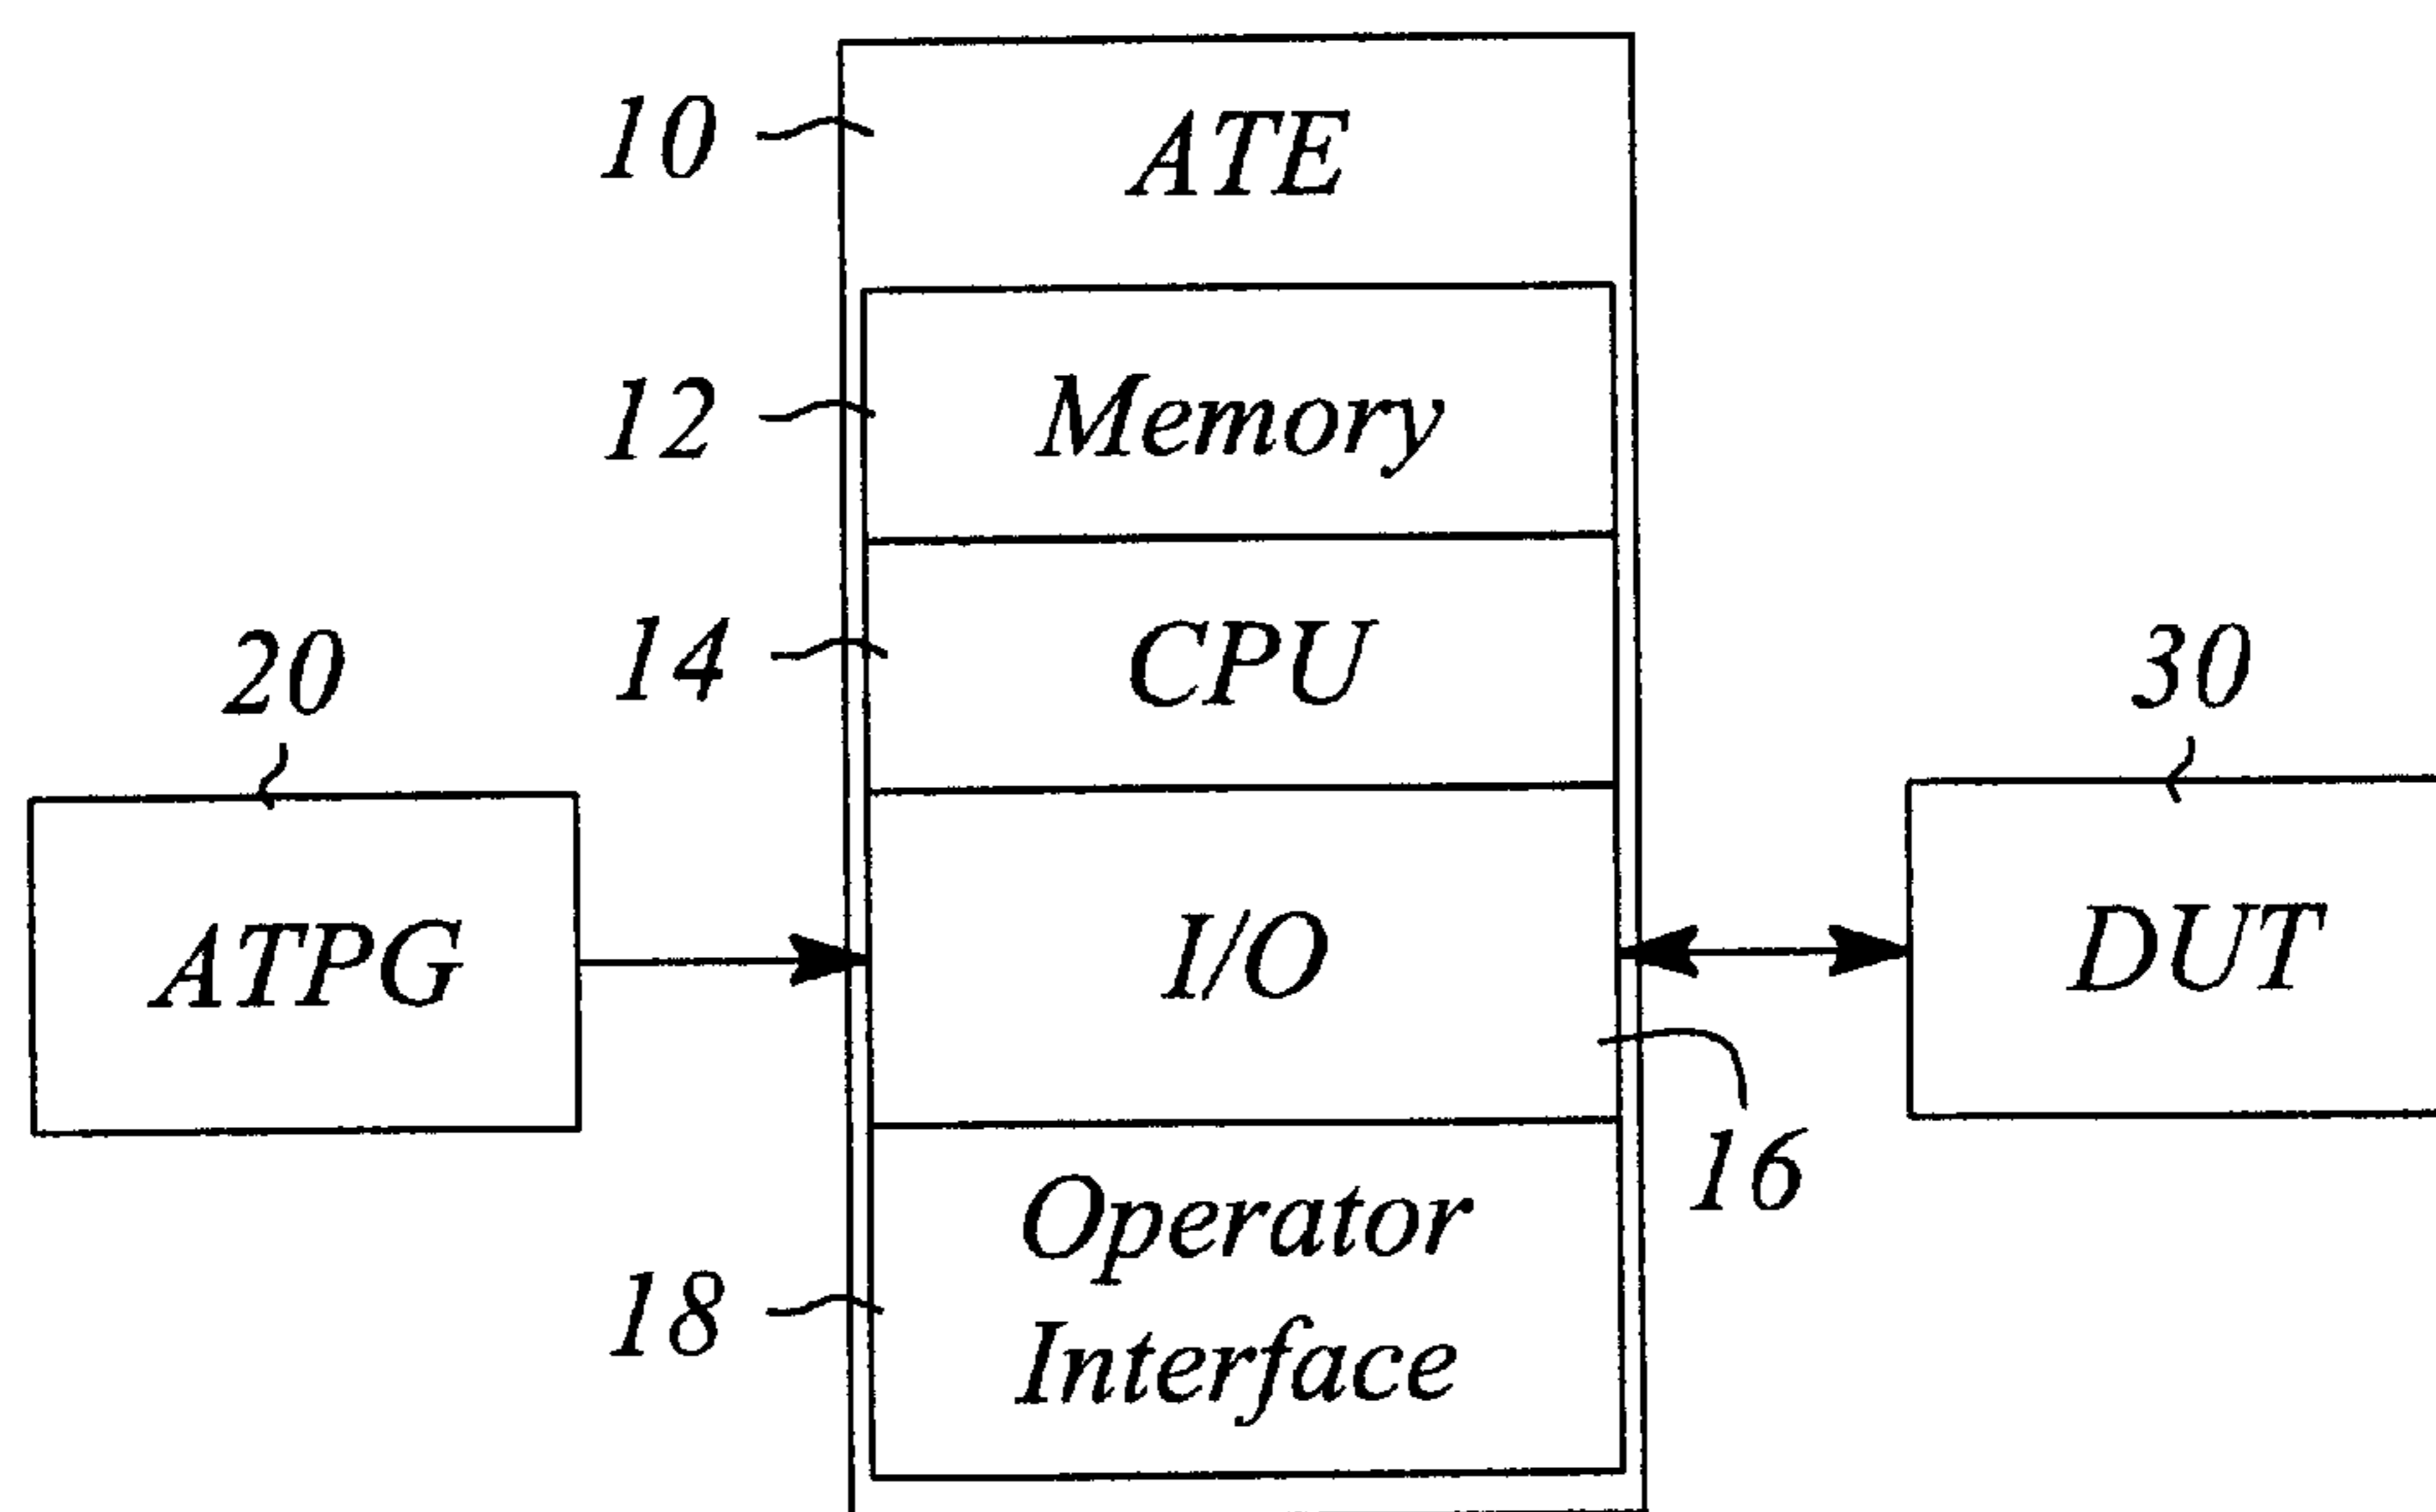 10
ATE
12
Memory
14
CPU
20
30
ATPG
I/O
DUT
16
18
Operator
Interface